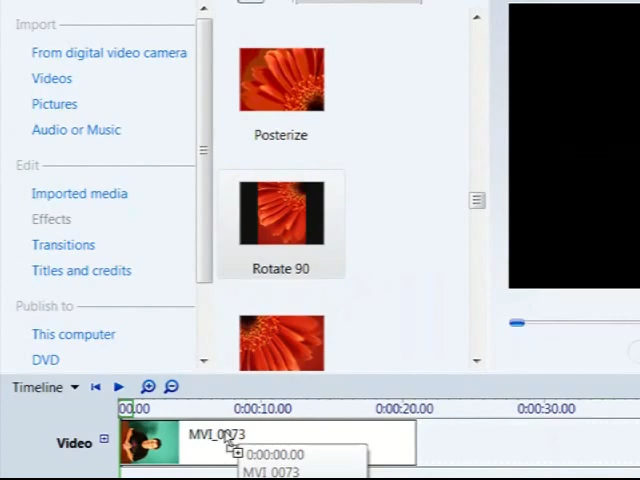 Import
From digital video camera
Videos
Pictures
Audio or Music
Edit
Imported media
Effects
Transitions
Titles and credits
Publish to
This computer
DVD
Posterize
Rotate 90
Timeline
00.00 0:00:10.00 0:00:20.00 0:00:30.00
Video
MVI_0073
0:00:00.00
MVI 0073